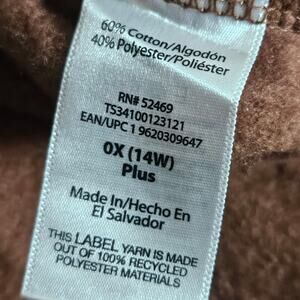 60% Cotton/Algodón
40% Polyester/Poliéster
RN# 52469
TS34100123121
EAN/UPC 1 9620309647
0X (14W)
Plus
Made In/Hecho En
El Salvador
THIS LABEL YARN IS MADE
OUT OF 100% RECYCLED
POLYESTER MATERIALS